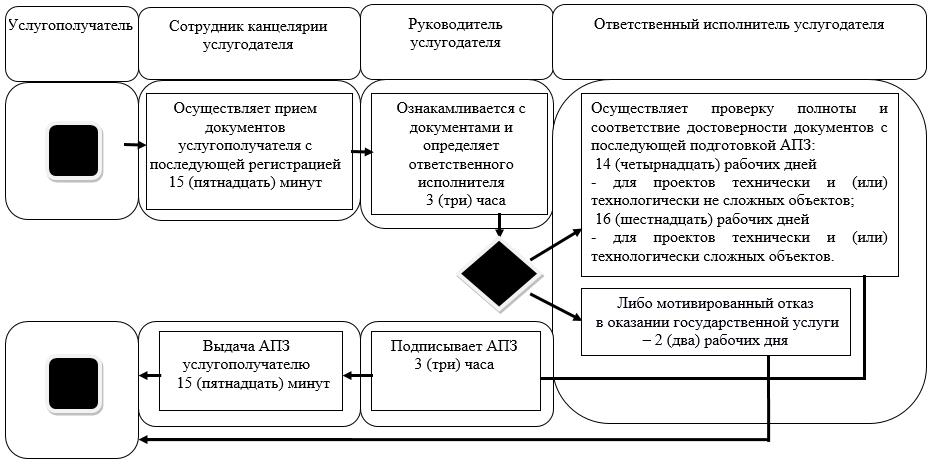 Услугополучатель
Сотрудник канцелярии
услугодателя
Руководитель
услугодателя
Ответственный исполнитель услугодателя
Осуществляет прием
документов
услугополучателя с
последующей регистрацией
15 (пятнадцать) минут
Ознакамливается с
документами и
определяет
ответственного
исполнителя
3 (три) часа
Осуществляет проверку полноты и
соответствие достоверности документов с
последующей подготовкой АПЗ:
14 (четырнадцать) рабочих дней
- для проектов технически и (или)
технологически не сложных объектов;
16 (шестнадцать) рабочих дней
- для проектов технически и (или)
технологически сложных объектов.
Либо мотивированный отказ
в оказании государственной услуги
– 2 (два) рабочих дня
Выдача АПЗ
услугополучателю
15 (пятнадцать) минут
Подписывает АПЗ
3 (три) часа